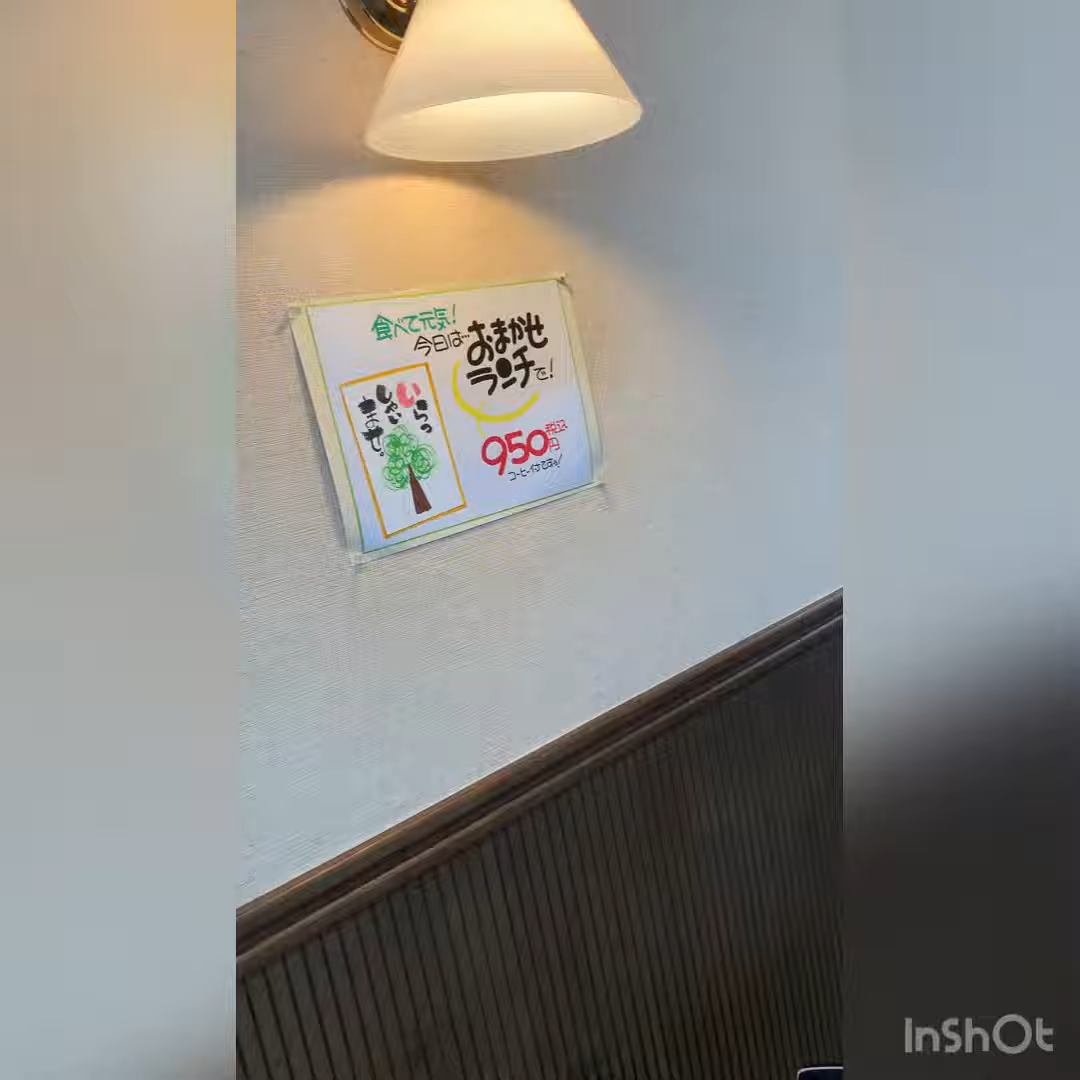 食べて元気！
今日は…おまかせ
ランチで！
いらっ
しゃい
ませ。
950円
税込
コーヒー付です！
InShOt